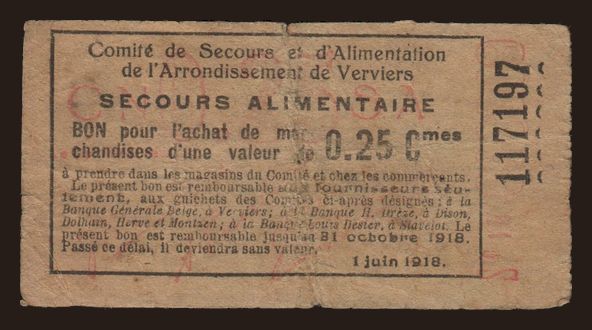 Comité de Secours et d'Alimentation
de l'Arrondissement de Verviers
SECOURS ALIMENTAIRE
BON pour l'achat de mar
chandises d'une valeur de 0.25 Cmes
à prendre dans les magasins du Comité et chez les commerçants.
Le présent bon est remboursable aux fournisseurs seu-
lement, aux guichets des Comités ci-après désignés : à la
Banque Générale Belge, à Verviers; à la Banque H. Drèze, à Dison,
Dolhain, Herve et Montzen; à la Banque Louis Dester, à Stavelot. Le
présent bon est remboursable jusqu'au 31 octobre 1918.
Passé ce délai, il deviendra sans valeur.
1 juin 1918.
117197